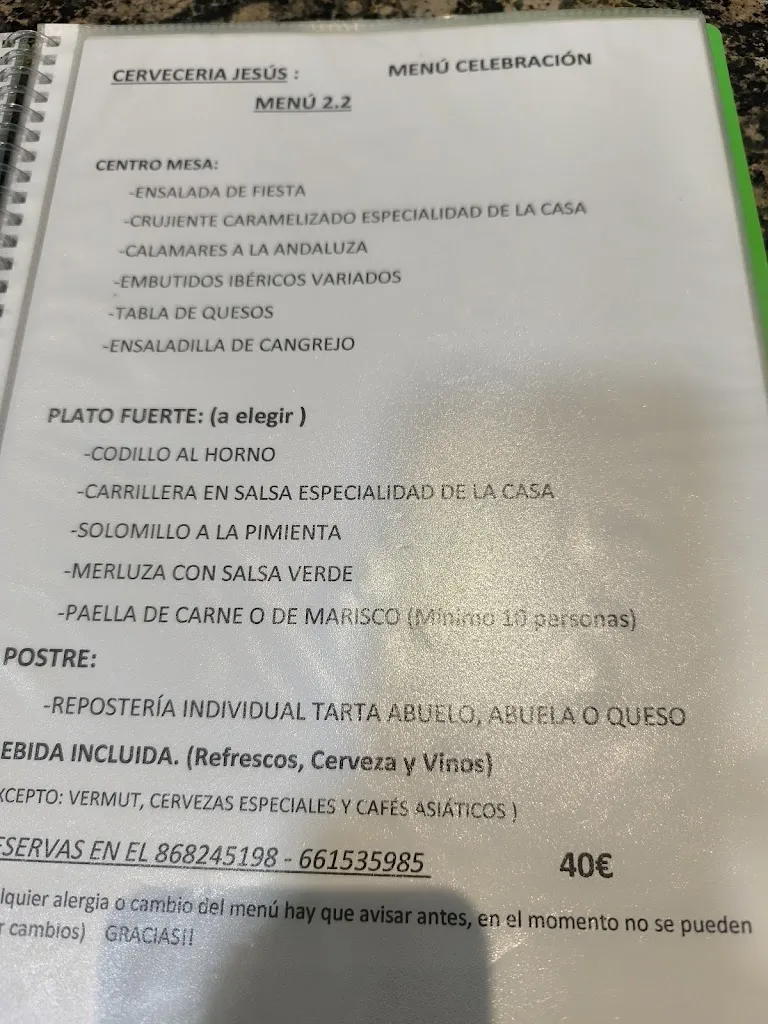 CERVECERIA JESÚS : MENÚ CELEBRACIÓN
MENÚ 2.2
CENTRO MESA:
-ENSALADA DE FIESTA
-CRUJIENTE CARAMELIZADO ESPECIALIDAD DE LA CASA
-CALAMARES A LA ANDALUZA
-EMBUTIDOS IBÉRICOS VARIADOS
-TABLA DE QUESOS
-ENSALADILLA DE CANGREJO
PLATO FUERTE: (a elegir )
-CODILLO AL HORNO
-CARRILLERA EN SALSA ESPECIALIDAD DE LA CASA
-SOLOMILLO A LA PIMIENTA
-MERLUZA CON SALSA VERDE
-PAELLA DE CARNE O DE MARISCO (Mínimo 10 personas)
POSTRE:
-REPOSTERÍA INDIVIDUAL TARTA ABUELO, ABUELA O QUESO
EBIDA INCLUIDA. (Refrescos, Cerveza y Vinos)
XCEPTO: VERMUT, CERVEZAS ESPECIALES Y CAFÉS ASIÁTICOS )
ESERVAS EN EL 868245198 - 661535985 40€
lquier alergia o cambio del menú hay que avisar antes, en el momento no se pueden
r cambios) GRACIAS!!